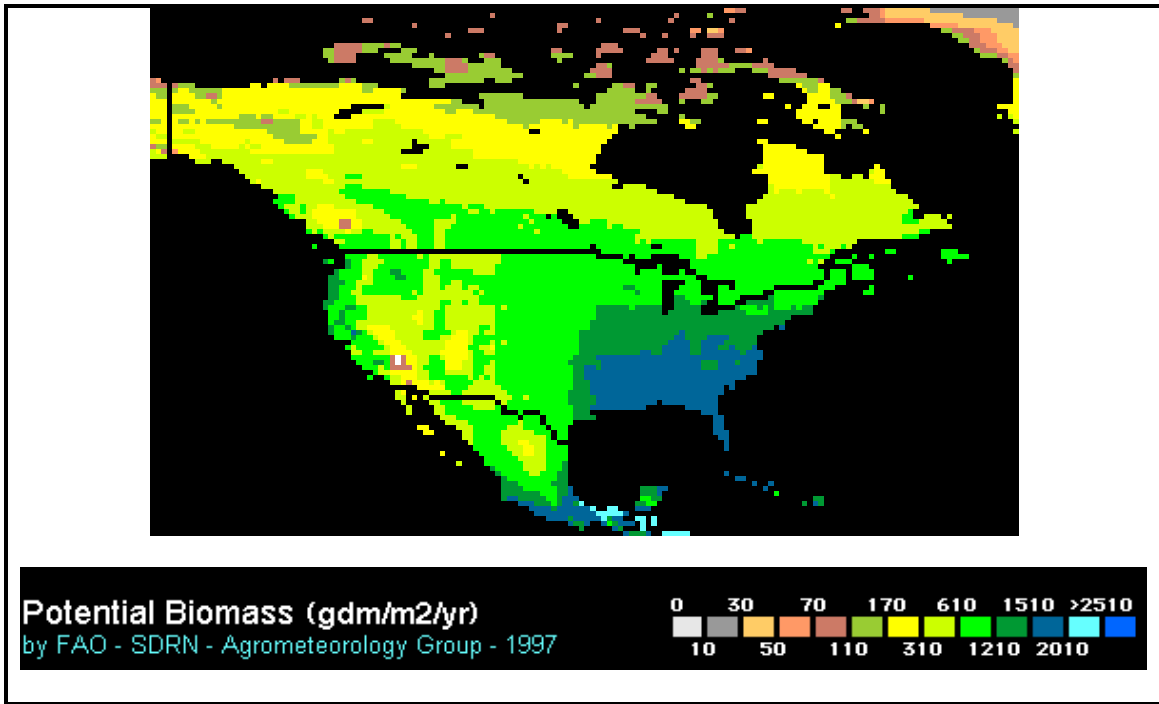 Potential Biomass (gdm/m2/yr)
by FAO - SDRN - Agrometeorology Group - 1997
0 30 70 170 610 1510 >2510
10 50 110 310 1210 2010